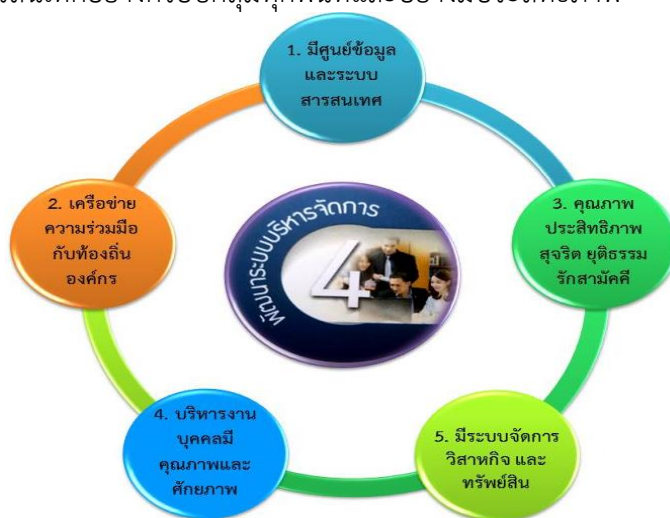 1. มีศูนย์ข้อมูล
และระบบ
สารสนเทศ
2. เครือข่าย
ความร่วมมือ
กับท้องถิ่น
องค์กร
3. คุณภาพ
ประสิทธิภาพ
สุจริต ยุติธรรม
รักสามัคคี
พัฒนาระบบบริหารจัดการ
4
4. บริหารงาน
บุคคลมี
คุณภาพและ
ศักยภาพ
5. มีระบบจัดการ
วิสาหกิจ และ
ทรัพย์สิน